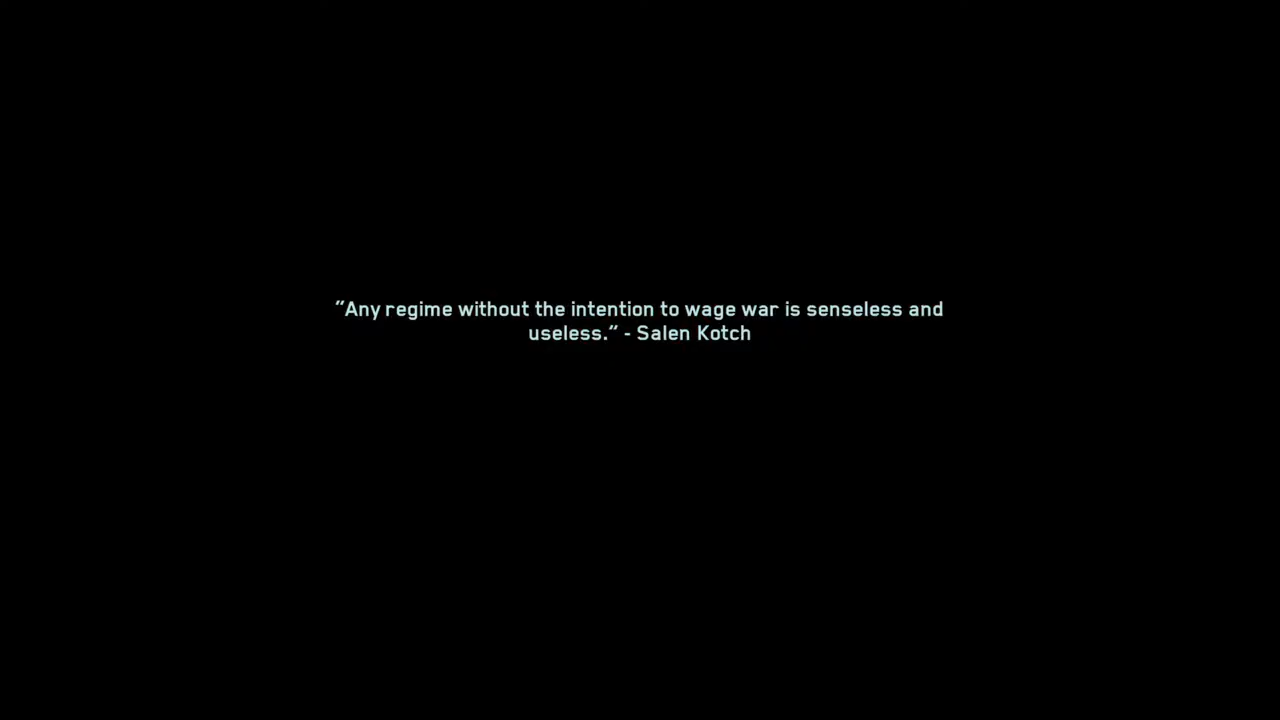 "Any regime without the intention to wage war is senseless and
useless." - Salen Kotch